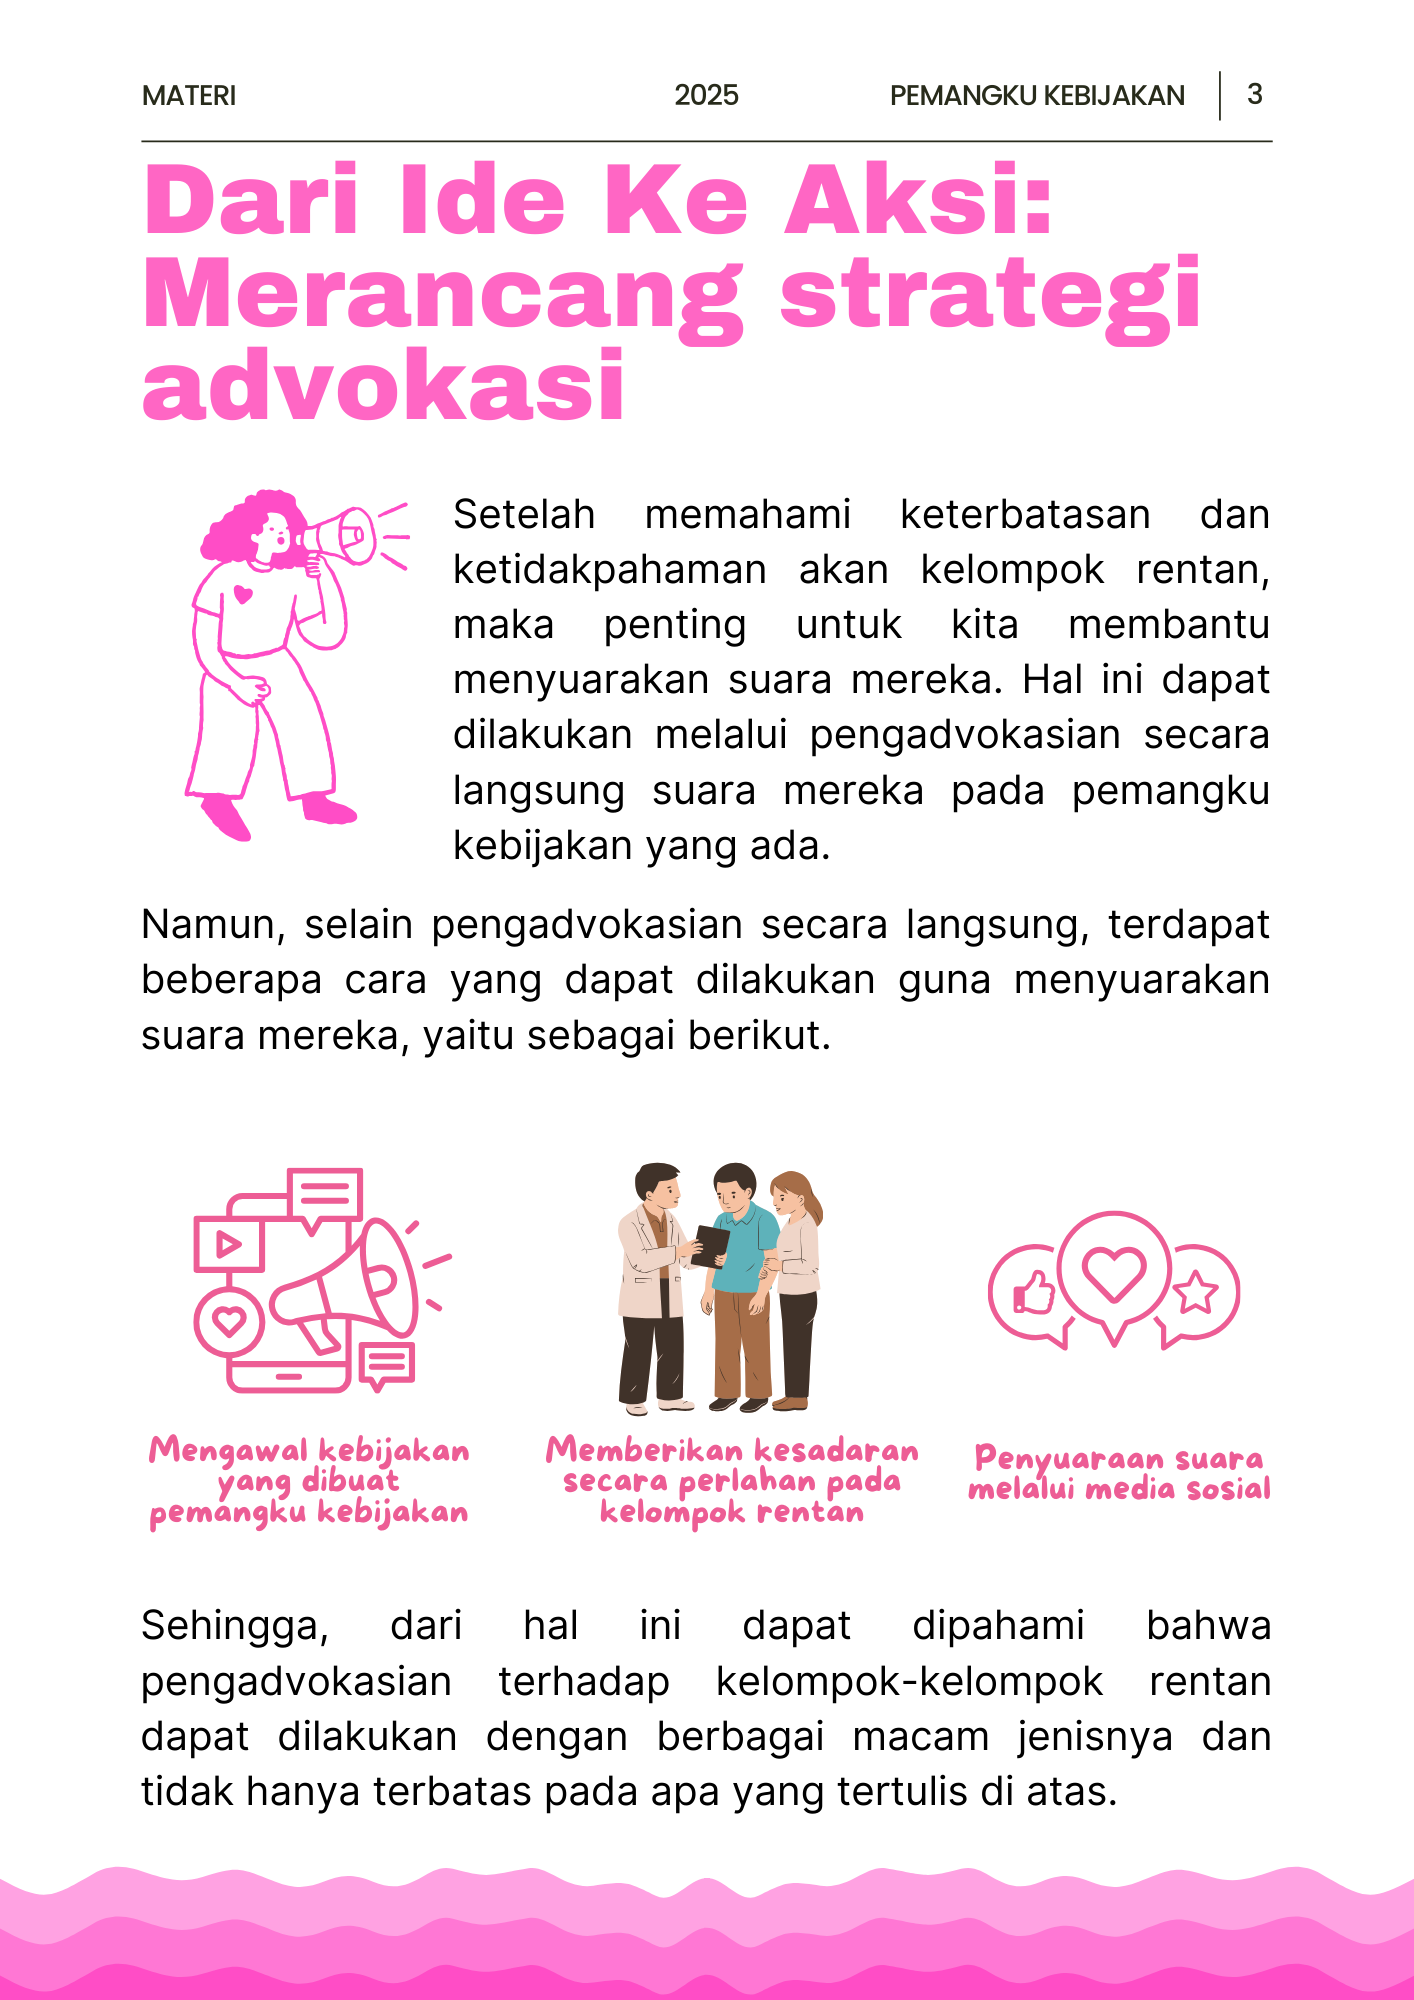 MATERI
2025
PEMANGKU KEBIJAKAN
3
Dari Ide Ke Aksi:
Merancang strategi
advokasi
Setelah memahami keterbatasan dan
ketidakpahaman akan kelompok rentan,
maka penting untuk kita membantu
menyuarakan suara mereka. Hal ini dapat
dilakukan melalui pengadvokasian secara
langsung suara mereka pada pemangku
kebijakan yang ada.
Namun, selain pengadvokasian secara langsung, terdapat
beberapa cara yang dapat dilakukan guna menyuarakan
suara mereka, yaitu sebagai berikut.
Mengawal kebijakan
yang dibuat
pemangku kebijakan
Memberikan kesadaran
secara perlahan pada
kelompok rentan
Penyuaraan suara
melalui media sosial
Sehingga, dari hal ini dapat dipahami bahwa
pengadvokasian terhadap kelompok-kelompok rentan
dapat dilakukan dengan berbagai macam jenisnya dan
tidak hanya terbatas pada apa yang tertulis di atas.